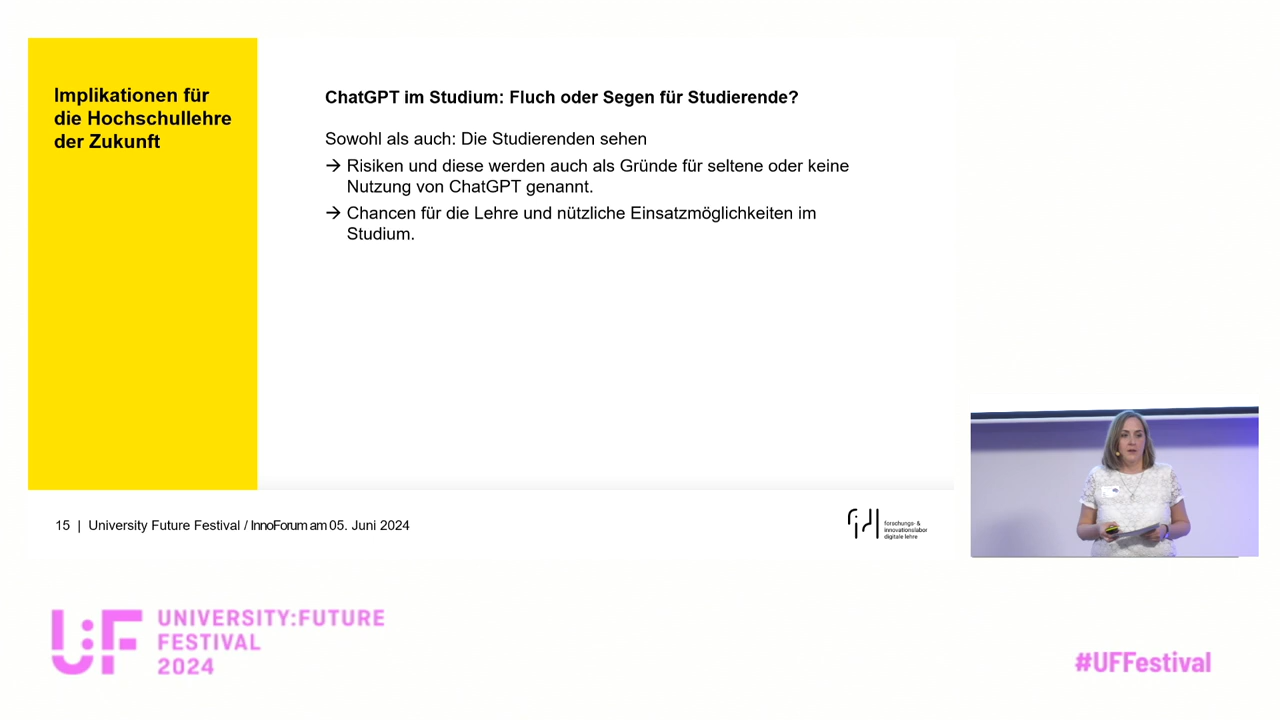 Implikationen für
die Hochschullehre
der Zukunft
ChatGPT im Studium: Fluch oder Segen für Studierende?
Sowohl als auch: Die Studierenden sehen
→ Risiken und diese werden auch als Gründe für seltene oder keine
Nutzung von ChatGPT genannt.
→ Chancen für die Lehre und nützliche Einsatzmöglichkeiten im
Studium.
15 | University Future Festival / InnoForum am 05. Juni 2024
fidl
forschungs- &
innovationslabor
digitale lehre
U:F UNIVERSITY:FUTURE
FESTIVAL
2024
#UFFestival